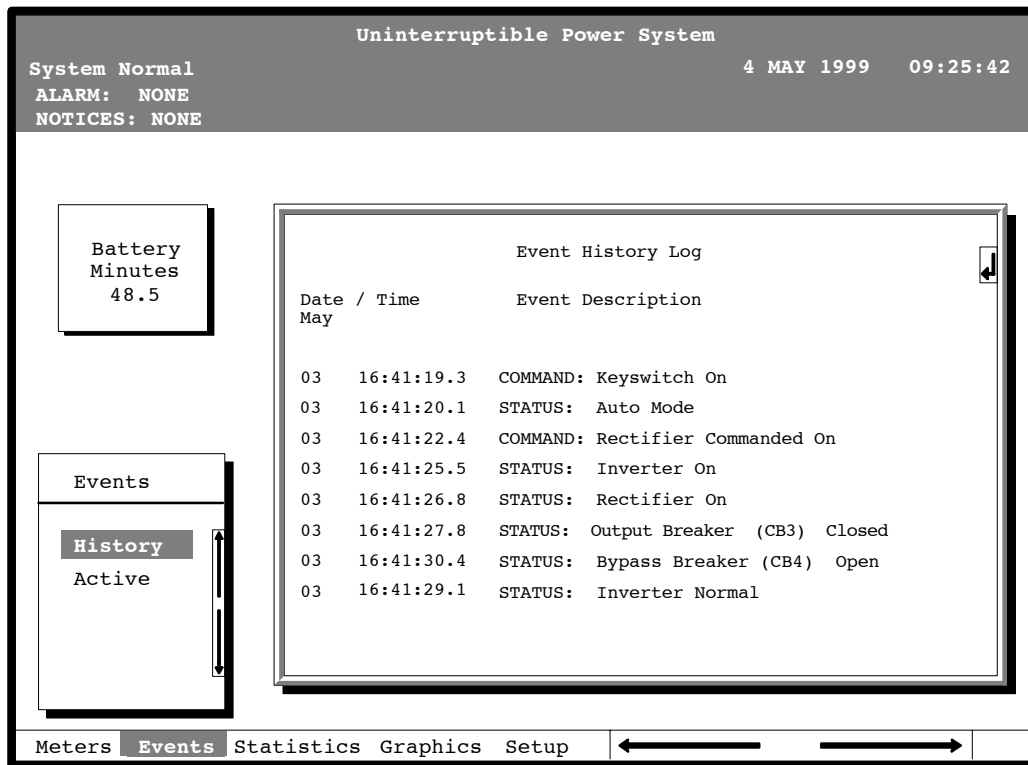 Uninterruptible Power System
System Normal 4 MAY 1999 09:25:42
ALARM: NONE
NOTICES: NONE
Battery
Minutes
48.5
Event History Log
Date / Time Event Description
May
03 16:41:19.3 COMMAND: Keyswitch On
03 16:41:20.1 STATUS: Auto Mode
03 16:41:22.4 COMMAND: Rectifier Commanded On
03 16:41:25.5 STATUS: Inverter On
03 16:41:26.8 STATUS: Rectifier On
03 16:41:27.8 STATUS: Output Breaker (CB3) Closed
03 16:41:30.4 STATUS: Bypass Breaker (CB4) Open
03 16:41:29.1 STATUS: Inverter Normal
Events
History
Active
Meters Events Statistics Graphics Setup